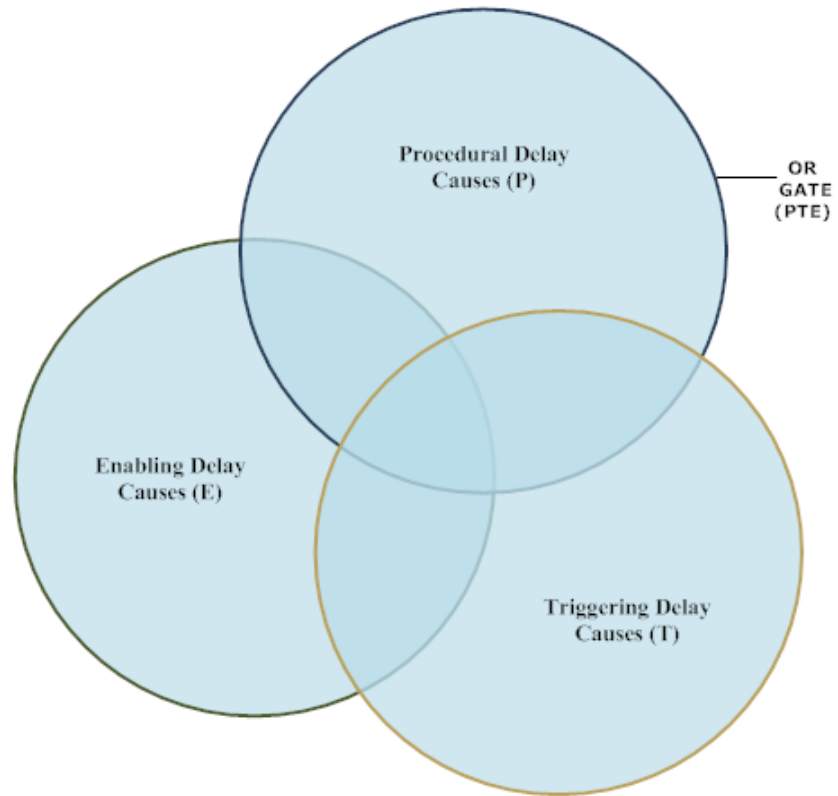 Procedural Delay
Causes (P)
OR
GATE
(PTE)
Enabling Delay
Causes (E)
Triggering Delay
Causes (T)